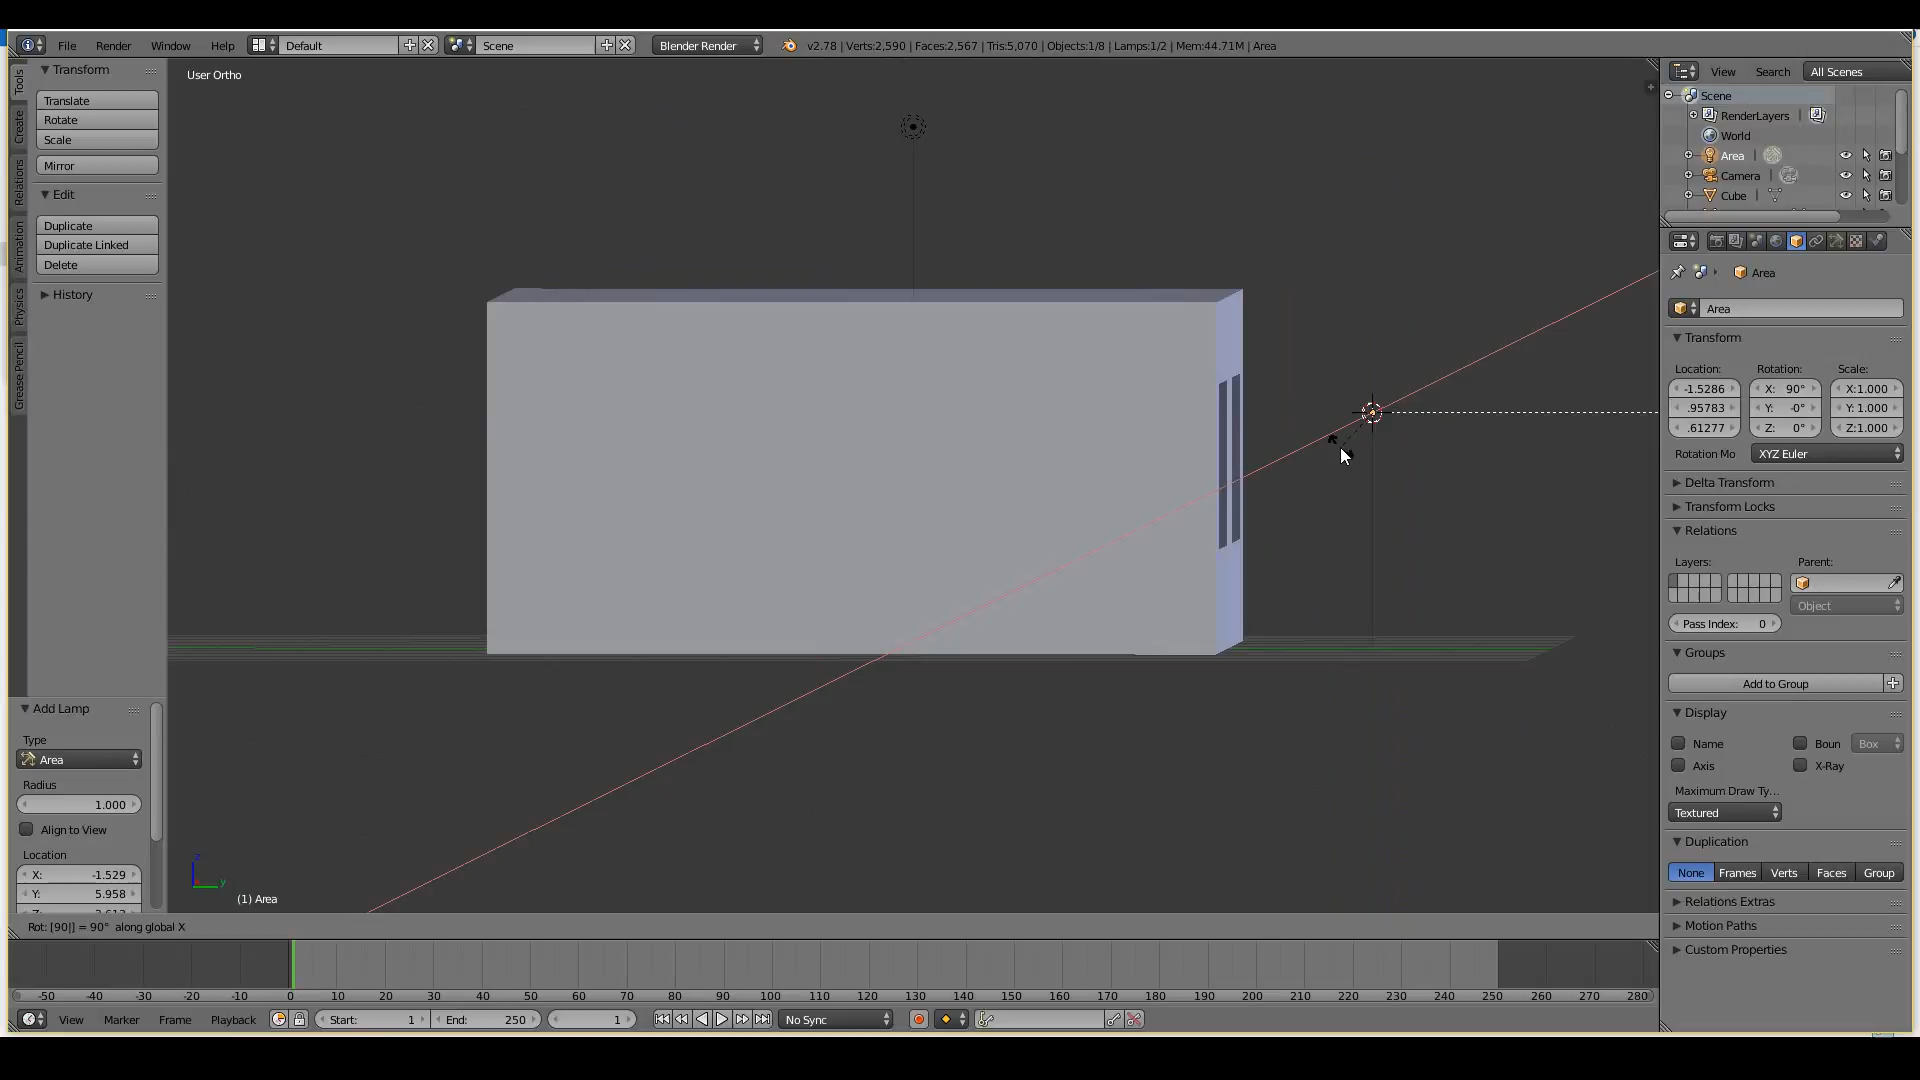 File Render Window Help Default Scene Blender Render v2.78 | Verts:2,590 | Faces:2,567 | Tris:5,070 | Objects:1/8 | Lamps:1/2 | Mem:44.71M | Area
Tools
Create
Relations
Animation
Physics
Grease Pencil
Transform
Translate
Rotate
Scale
Mirror
Edit
Duplicate
Duplicate Linked
Delete
History
Add Lamp
Type
Area
Radius
1.000
Align to View
Location
X: -1.529
Y: 5.958
User Ortho
z
y
(1) Area
Rot: [90|] = 90° along global X
View Search All Scenes
Scene
RenderLayers |
World
Area |
Camera |
Cube |
Area
Area
Transform
Location: Rotation: Scale:
-1.5286 X: 90° X:1.000
.95783 Y: -0° Y: 1.000
.61277 Z: 0° Z:1.000
Rotation Mo XYZ Euler
Delta Transform
Transform Locks
Relations
Layers: Parent:
Object
Pass Index: 0
Groups
Add to Group
Display
Name Boun Box
Axis X-Ray
Maximum Draw Ty...
Textured
Duplication
None Frames Verts Faces Group
Relations Extras
Motion Paths
Custom Properties
-50 -40 -30 -20 -10 0 10 20 30 40 50 60 70 80 90 100 110 120 130 140 150 160 170 180 190 200 210 220 230 240 250 260 270 280
View Marker Frame Playback Start: 1 End: 250 1 No Sync